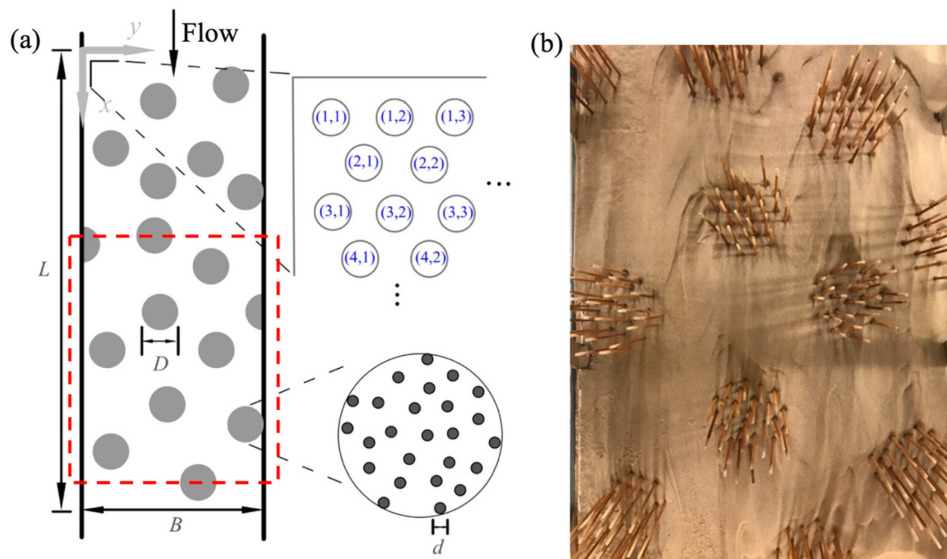 (a)
y
Flow
(b)
x
(1,1) (1,2) (1,3)
(2,1) (2,2)
...
(3,1) (3,2) (3,3)
L
(4,1) (4,2)
⋮
D
B
d